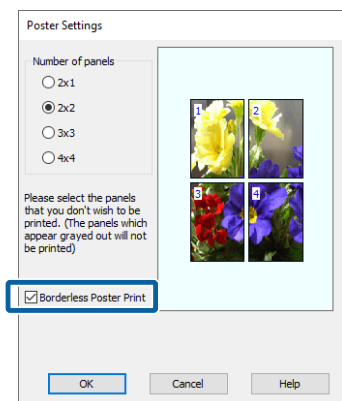 Poster Settings
Number of panels
2x1
2x2
3x3
4x4
Please select the panels
that you don't wish to be
printed. (The panels which
appear grayed out will not
be printed)
Borderless Poster Print
1
2
3
4
OK
Cancel
Help